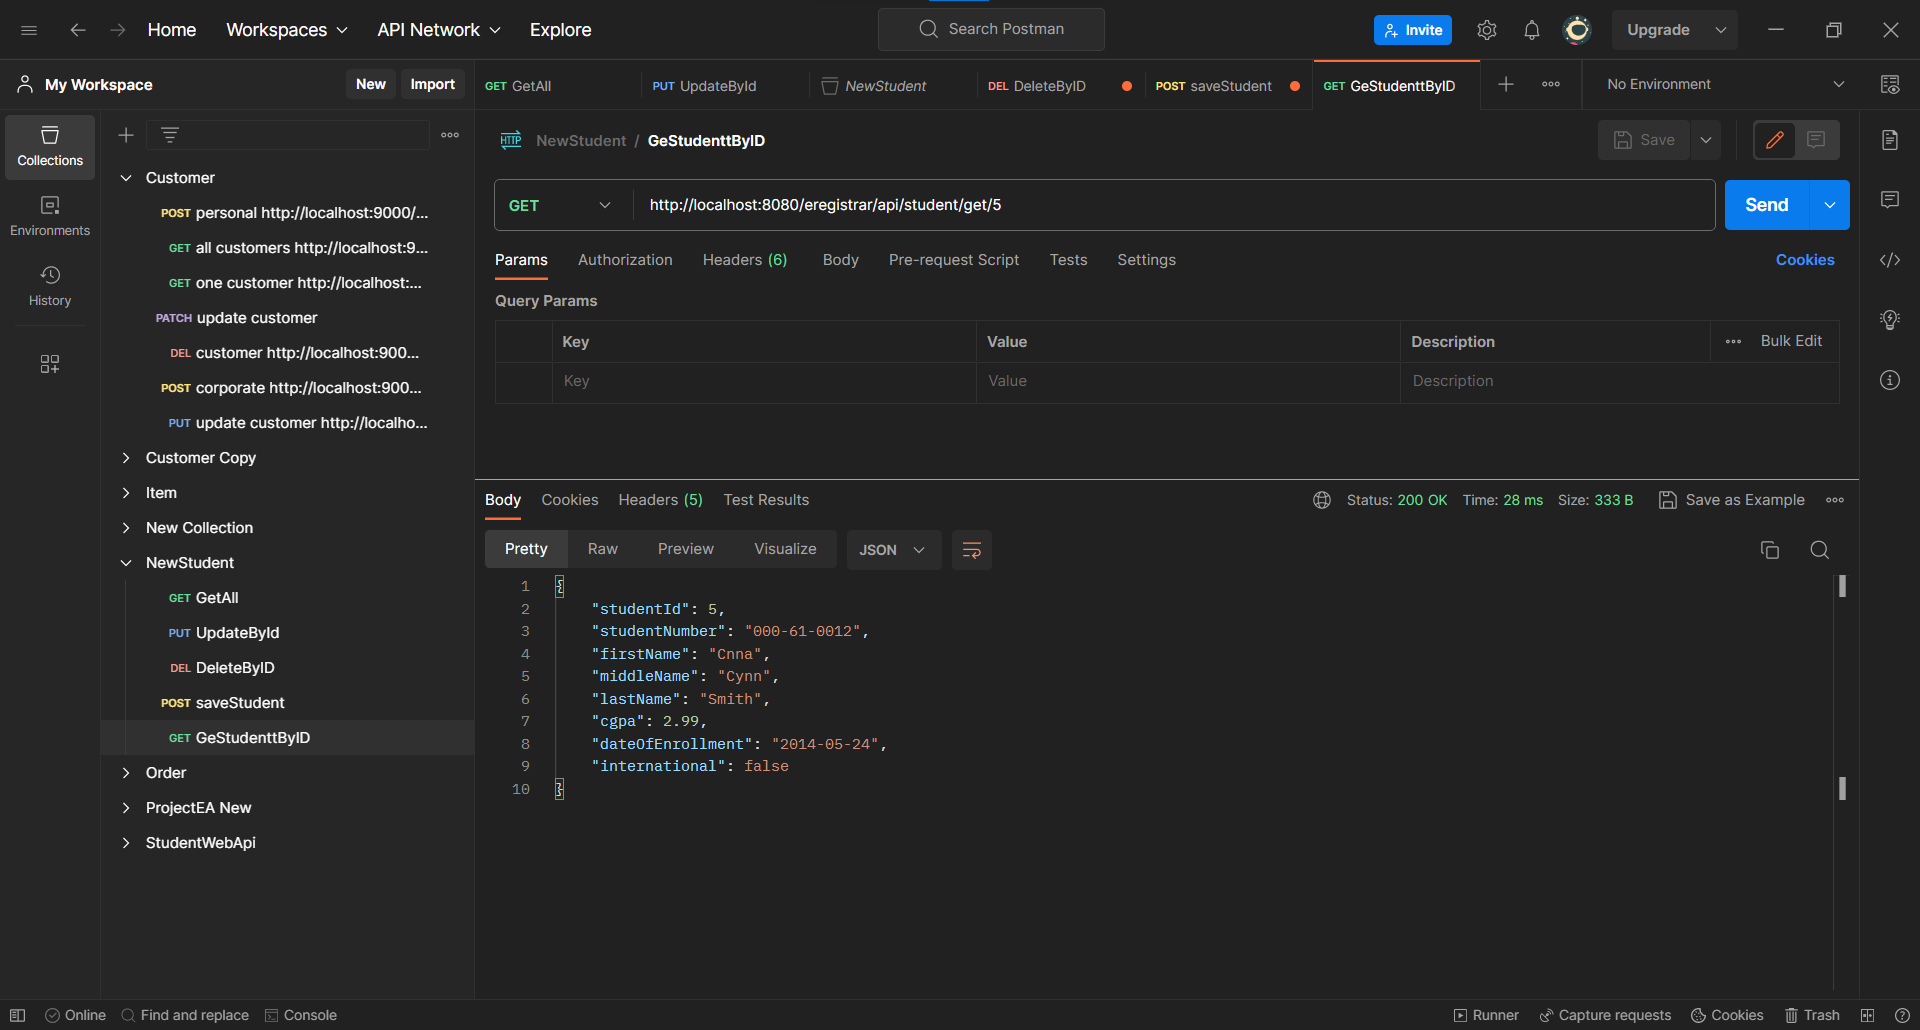 Home Workspaces API Network Explore Search Postman Invite Upgrade
My Workspace New Import
GET GetAll PUT UpdateById NewStudent DEL DeleteByID POST saveStudent GET GeStudenttByID No Environment
Collections
Environments
History
Customer
POST personal http://localhost:9000/...
GET all customers http://localhost:9...
GET one customer http://localhost:...
PATCH update customer
DEL customer http://localhost:900...
POST corporate http://localhost:900...
PUT update customer http://localho...
Customer Copy
Item
New Collection
NewStudent
GET GetAll
PUT UpdateById
DEL DeleteByID
POST saveStudent
GET GeStudenttByID
Order
ProjectEA New
StudentWebApi
HTTP NewStudent / GeStudenttByID Save
GET http://localhost:8080/eregistrar/api/student/get/5 Send
Params Authorization Headers (6) Body Pre-request Script Tests Settings Cookies
Query Params
Key Value Description Bulk Edit
Key Value Description
Body Cookies Headers (5) Test Results Status: 200 OK Time: 28 ms Size: 333 B Save as Example
Pretty Raw Preview Visualize JSON
1 {
2 "studentId": 5,
3 "studentNumber": "000-61-0012",
4 "firstName": "Cnna",
5 "middleName": "Cynn",
6 "lastName": "Smith",
7 "cgpa": 2.99,
8 "dateOfEnrollment": "2014-05-24",
9 "international": false
10 }
Online Find and replace Console Runner Capture requests Cookies Trash